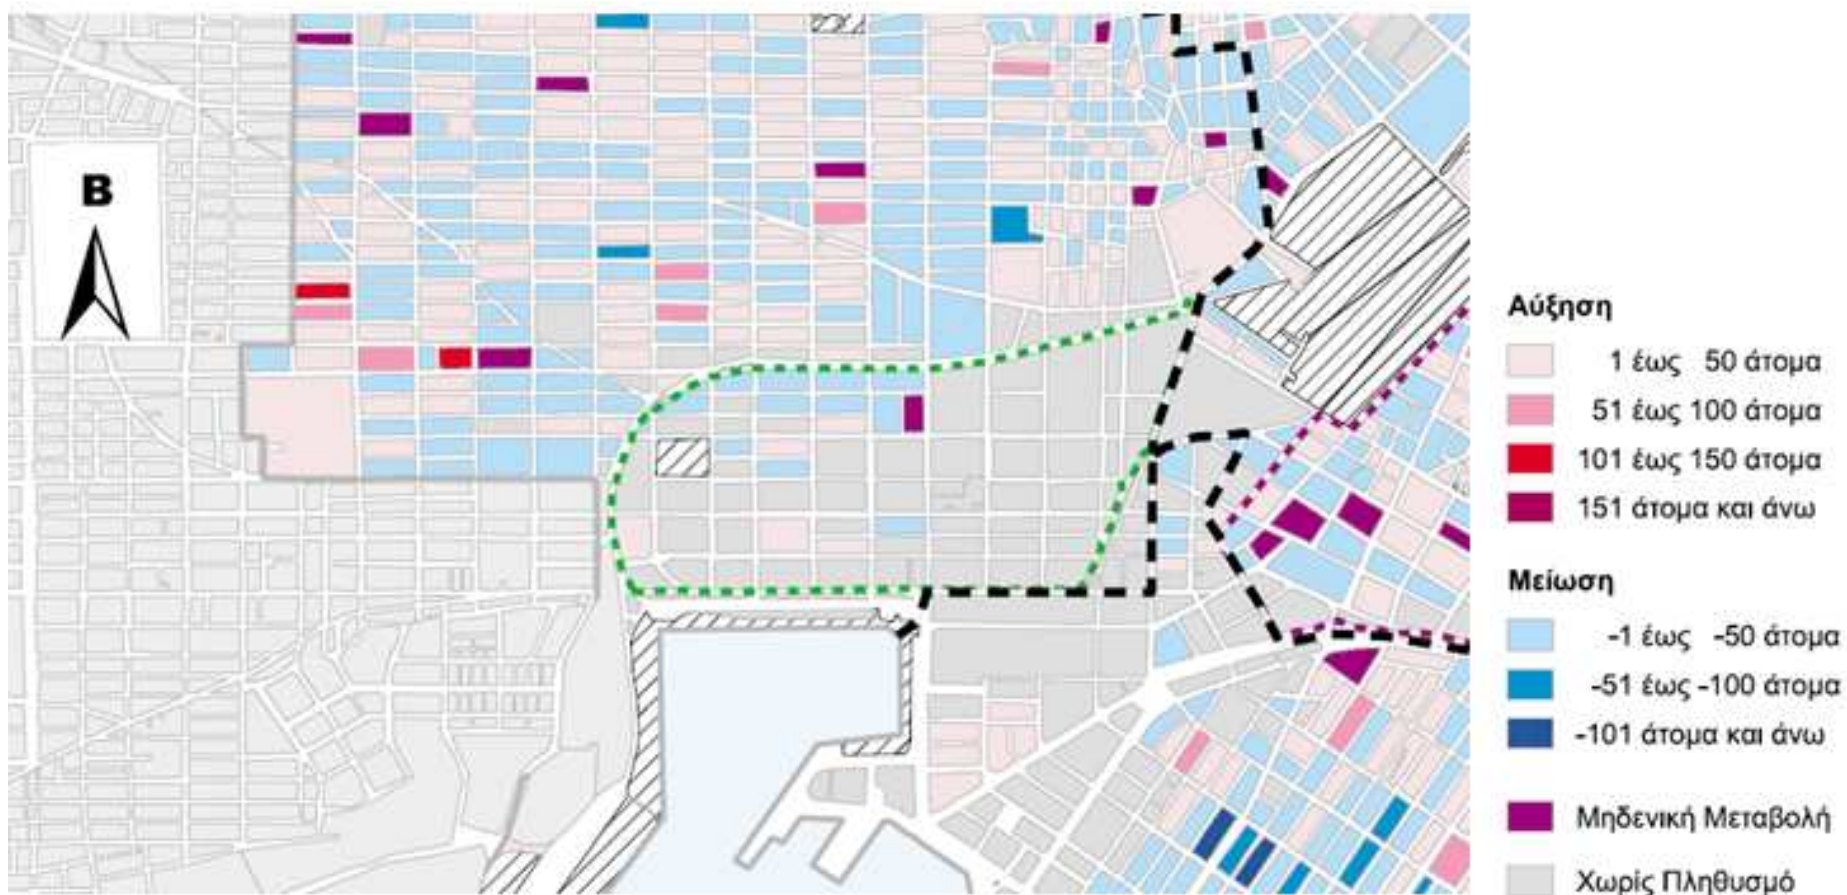 Β
Αύξηση
1 έως 50 άτομα
51 έως 100 άτομα
101 έως 150 άτομα
151 άτομα και άνω
Μείωση
-1 έως -50 άτομα
-51 έως -100 άτομα
-101 άτομα και άνω
Μηδενική Μεταβολή
Χωρίς Πληθυσμό